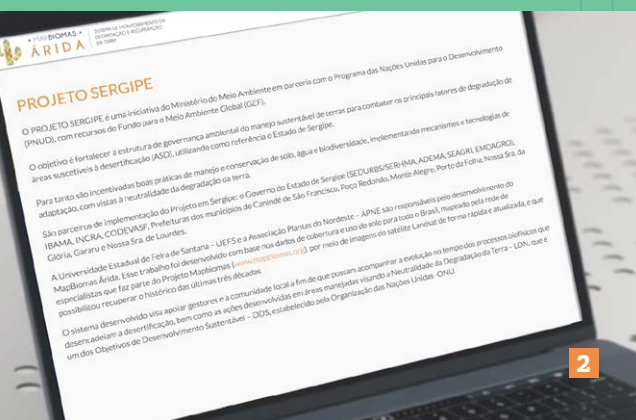 MAPBIOMAS
ÁRIDA
SISTEMA DE MONITORAMENTO DA
DEGRADAÇÃO E RECUPERAÇÃO
DA TERRA
PROJETO SERGIPE
O PROJETO SERGIPE é uma iniciativa do Ministério do Meio Ambiente em parceria com o Programa das Nações Unidas para o Desenvolvimento
(PNUD), com recursos do Fundo para o Meio Ambiente Global (GEF).
O objetivo é fortalecer a estrutura de governança ambiental do manejo sustentável de terras para combater os principais fatores de degradação de
áreas suscetíveis à desertificação (ASD), utilizando como referência o Estado de Sergipe.
Para tanto são incentivadas boas práticas de manejo e conservação de solo, água e biodiversidade, implementando mecanismos e tecnologias de
adaptação, com vistas à neutralidade da degradação da terra.
São parceiros de implementação do Projeto em Sergipe: o Governo do Estado de Sergipe (SEDURBS/SERHMA, ADEMA, SEAGRI, EMDAGRO),
IBAMA, INCRA, CODEVASF, Prefeituras dos municípios de Canindé de São Francisco, Poço Redondo, Monte Alegre, Porto da Folha, Nossa Sra. da
Glória, Gararu e Nossa Sra. de Lourdes.
A Universidade Estadual de Feira de Santana – UEFS e a Associação Plantas do Nordeste – APNE são responsáveis pelo desenvolvimento do
MapBiomas Árida. Esse trabalho foi desenvolvido com base nos dados de cobertura e uso do solo para todo o Brasil, mapeado pela rede de
especialistas que faz parte do Projeto Mapbiomas (www.mapbiomas.org), por meio de imagens do satélite Landsat de forma rápida e atualizada, e que
possibilitou recuperar o histórico das últimas três décadas.
O sistema desenvolvido visa apoiar gestores e a comunidade local a fim de que possam acompanhar a evolução no tempo dos processos biofísicos que
desencadeiam a desertificação, bem como as ações desenvolvidas em áreas manejadas visando a Neutralidade da Degradação da Terra – LDN, que é
um dos Objetivos de Desenvolvimento Sustentável – ODS, estabelecido pela Organização das Nações Unidas -ONU.
2